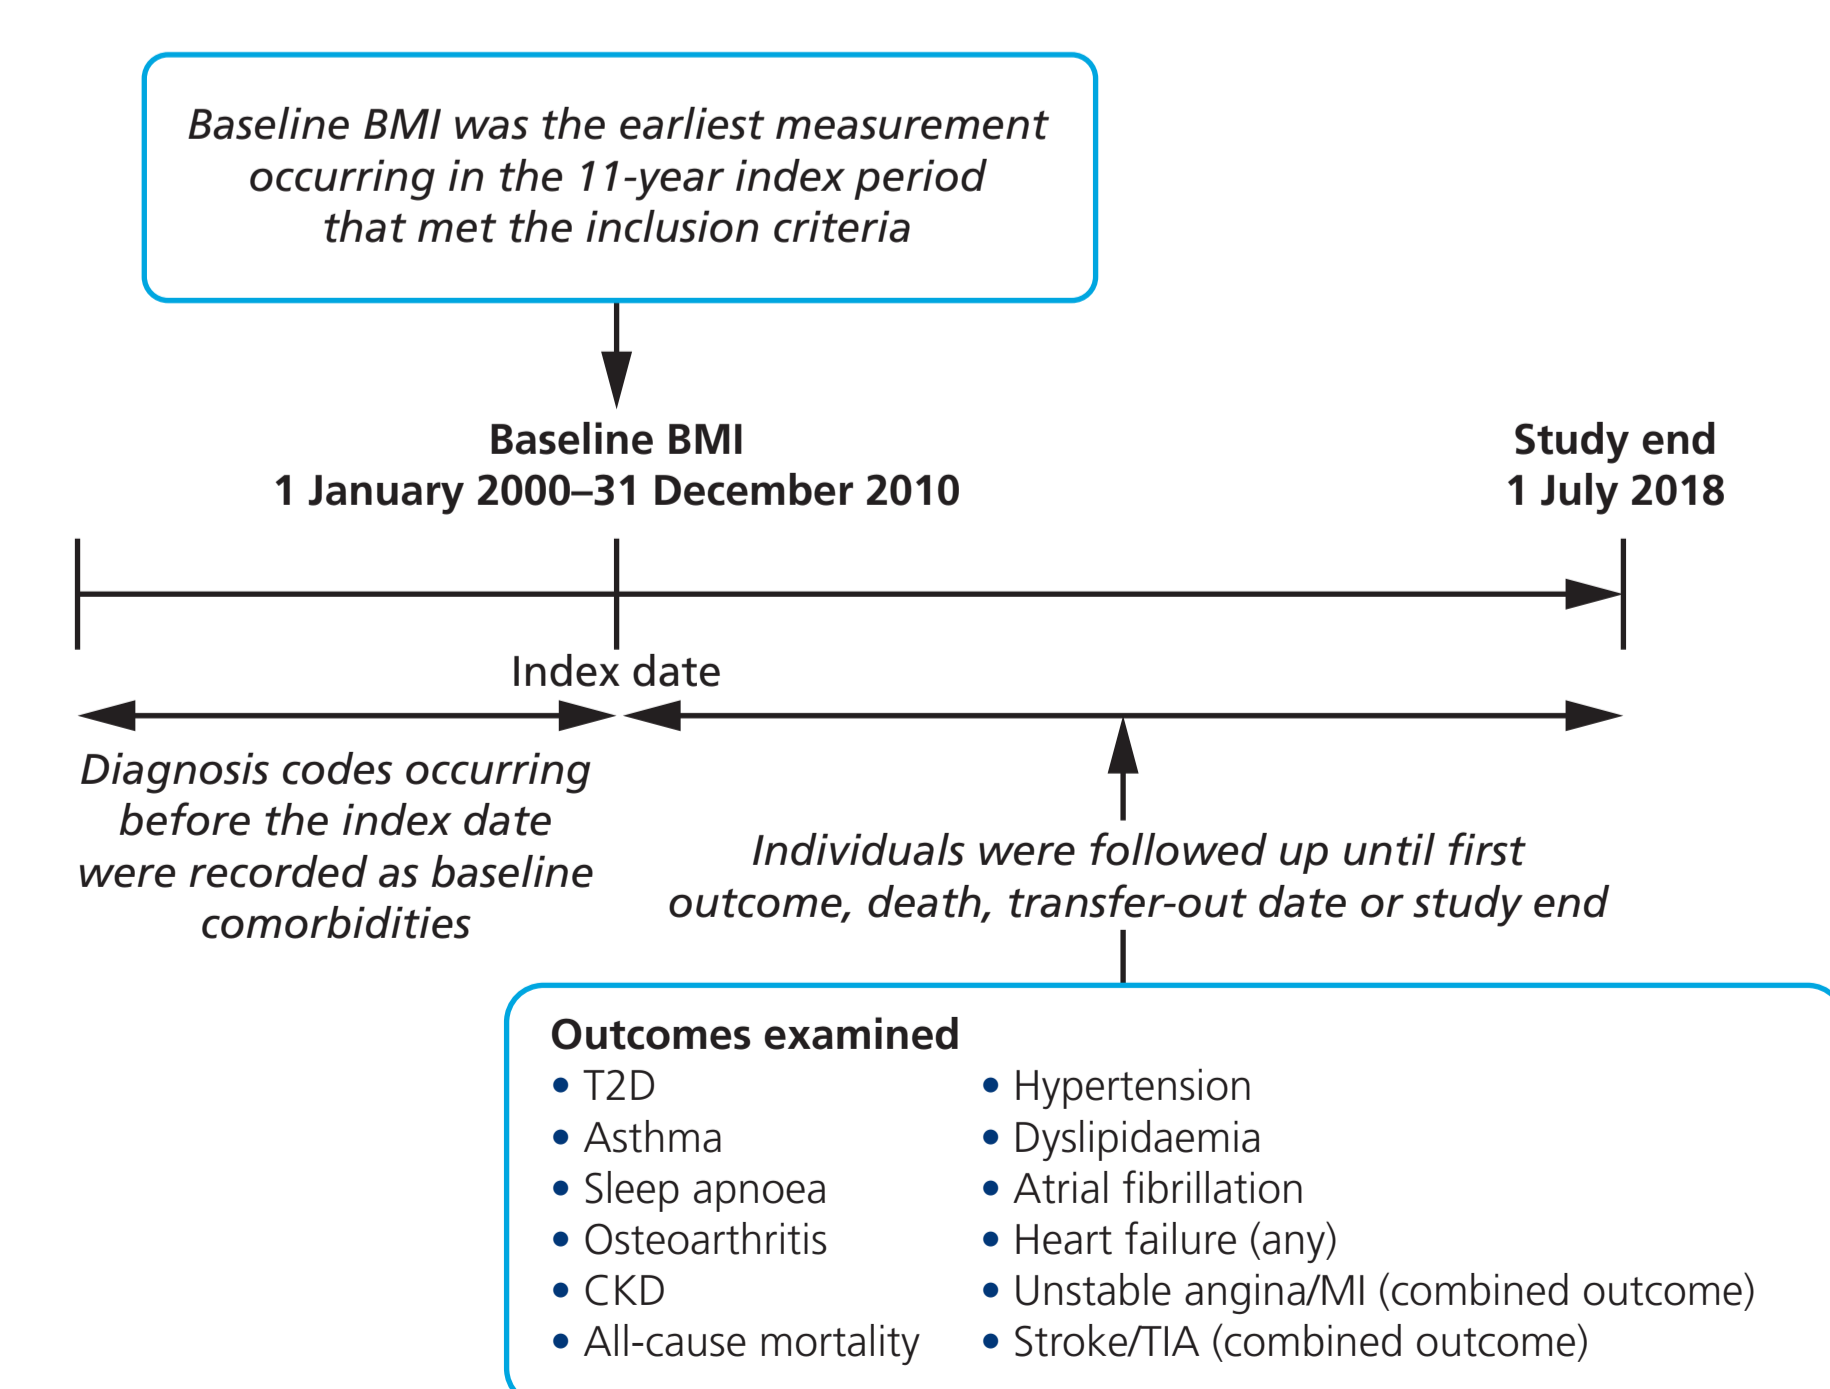 Baseline BMI was the earliest measurement
occurring in the 11-year index period
that met the inclusion criteria
Baseline BMI
1 January 2000–31 December 2010
Study end
1 July 2018
Index date
Diagnosis codes occurring
before the index date
were recorded as baseline
comorbidities
Individuals were followed up until first
outcome, death, transfer-out date or study end
Outcomes examined
• T2D
• Asthma
• Sleep apnoea
• Osteoarthritis
• CKD
• All-cause mortality
• Hypertension
• Dyslipidaemia
• Atrial fibrillation
• Heart failure (any)
• Unstable angina/MI (combined outcome)
• Stroke/TIA (combined outcome)